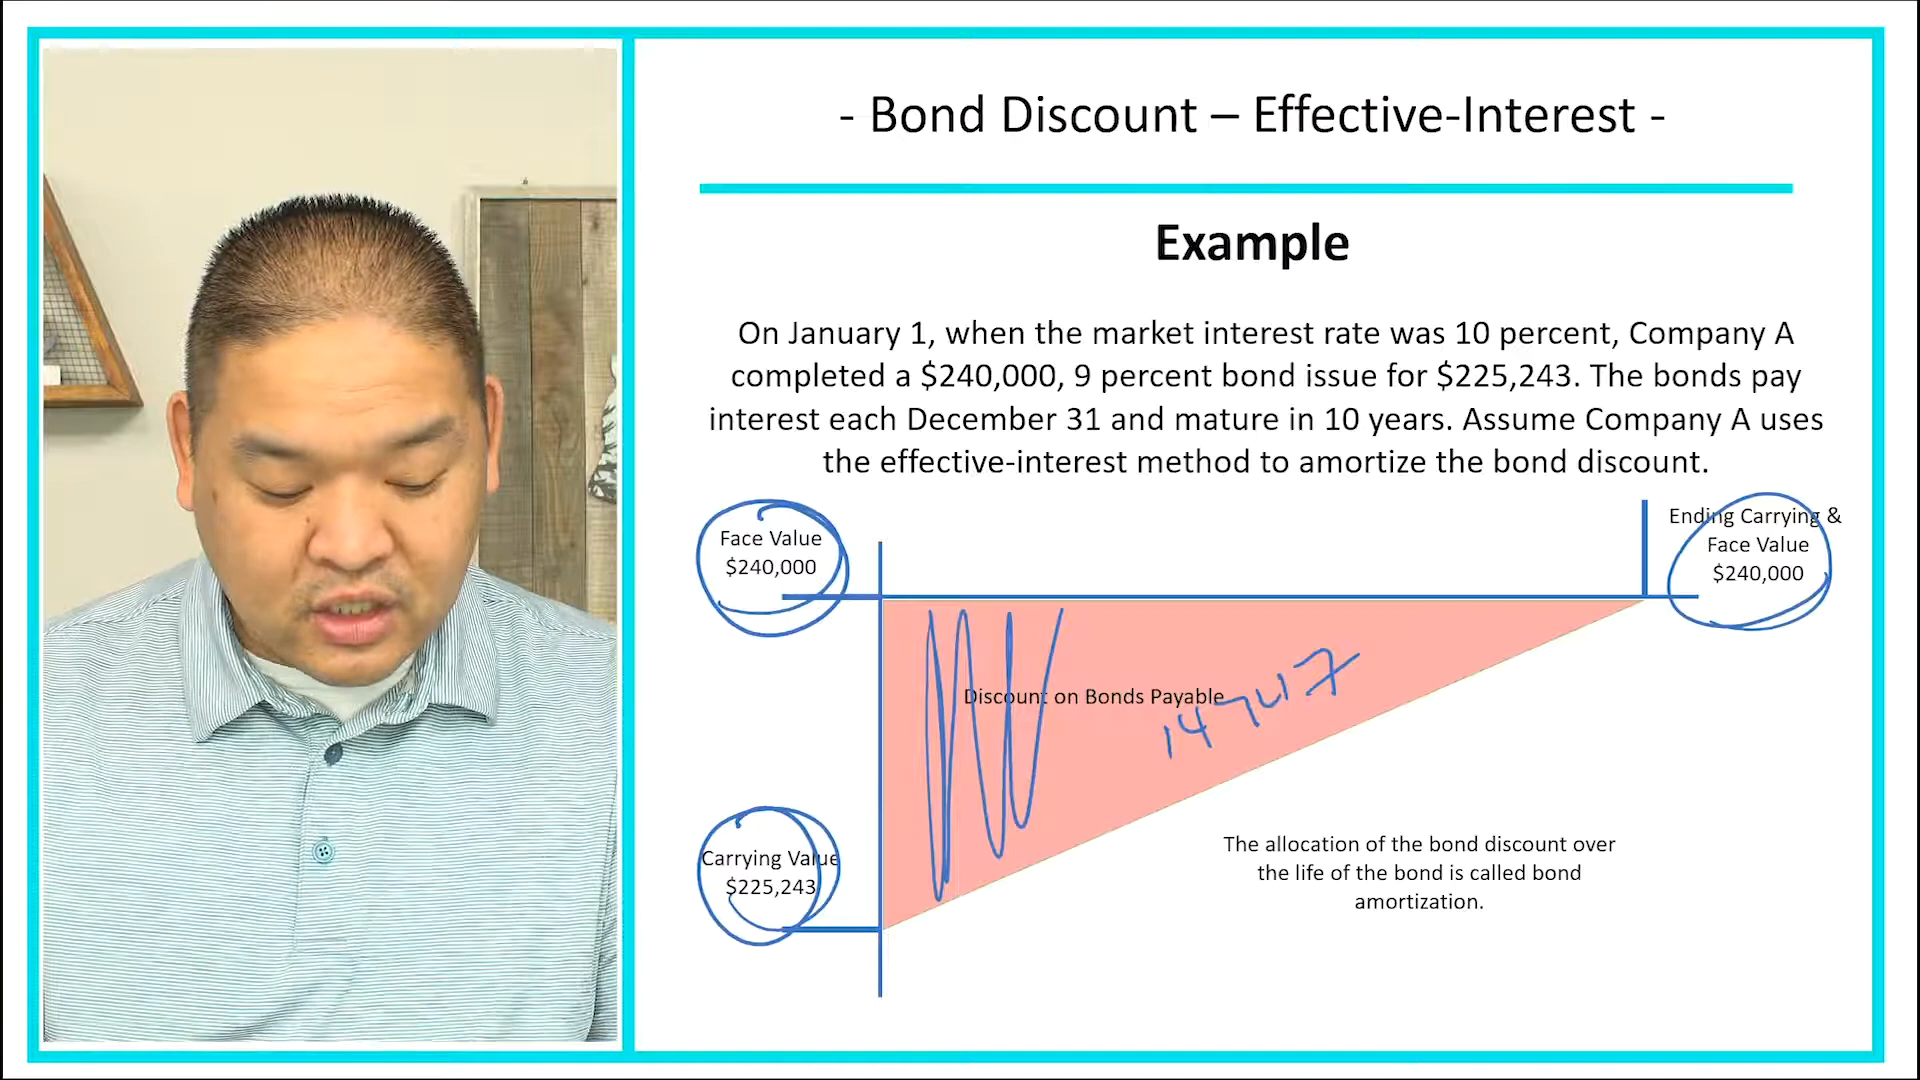 - Bond Discount – Effective-Interest -
Example
On January 1, when the market interest rate was 10 percent, Company A
completed a $240,000, 9 percent bond issue for $225,243. The bonds pay
interest each December 31 and mature in 10 years. Assume Company A uses
the effective-interest method to amortize the bond discount.
Face Value
$240,000
Ending Carrying &
Face Value
$240,000
Discount on Bonds Payable
14747
Carrying Value
$225,243
The allocation of the bond discount over
the life of the bond is called bond
amortization.